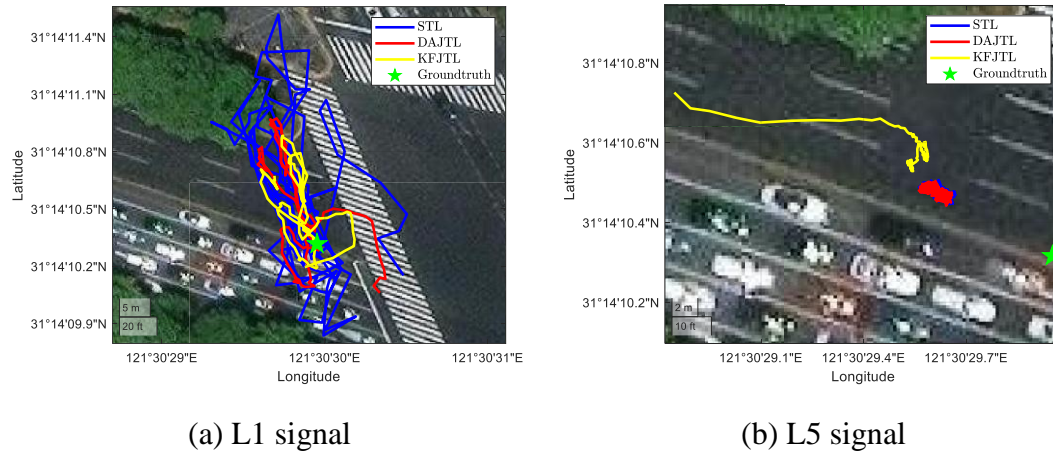 STL
DAJTL
KFJTL
Groundtruth
31°14'11.4"N
31°14'11.1"N
31°14'10.8"N
31°14'10.5"N
31°14'10.2"N
31°14'09.9"N
Latitude
5 m
20 ft
121°30'29"E
121°30'30"E
121°30'31"E
Longitude
(a) L1 signal
STL
DAJTL
KFJTL
Groundtruth
31°14'10.8"N
31°14'10.6"N
31°14'10.4"N
31°14'10.2"N
Latitude
2 m
10 ft
121°30'29.1"E
121°30'29.4"E
121°30'29.7"E
Longitude
(b) L5 signal